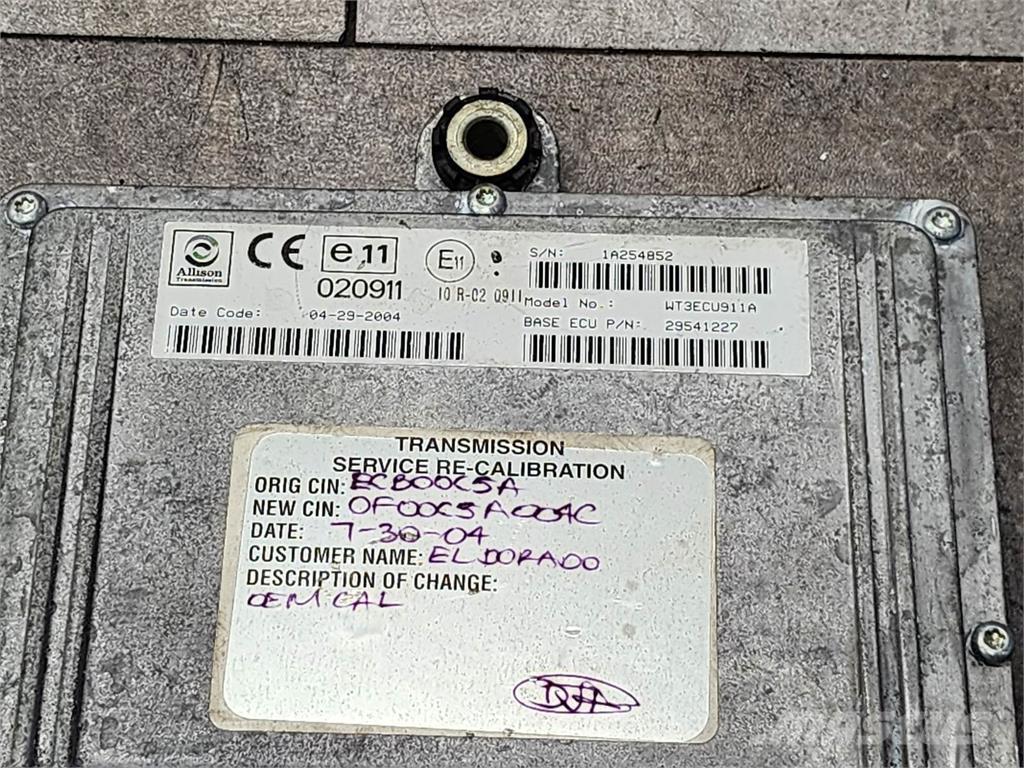 Allison
Transmission
CE
e11
020911
E11
10 R-02 0911
Date Code: 04-29-2004
S/N: 1A254852
Model No.: WT3ECU911A
BASE ECU P/N: 29541227
TRANSMISSION
SERVICE RE-CALIBRATION
ORIG CIN: ECB00C5A
NEW CIN: 0F00C5A004C
DATE: 7-30-04
CUSTOMER NAME: EL DORADO
DESCRIPTION OF CHANGE:
OEM CAL